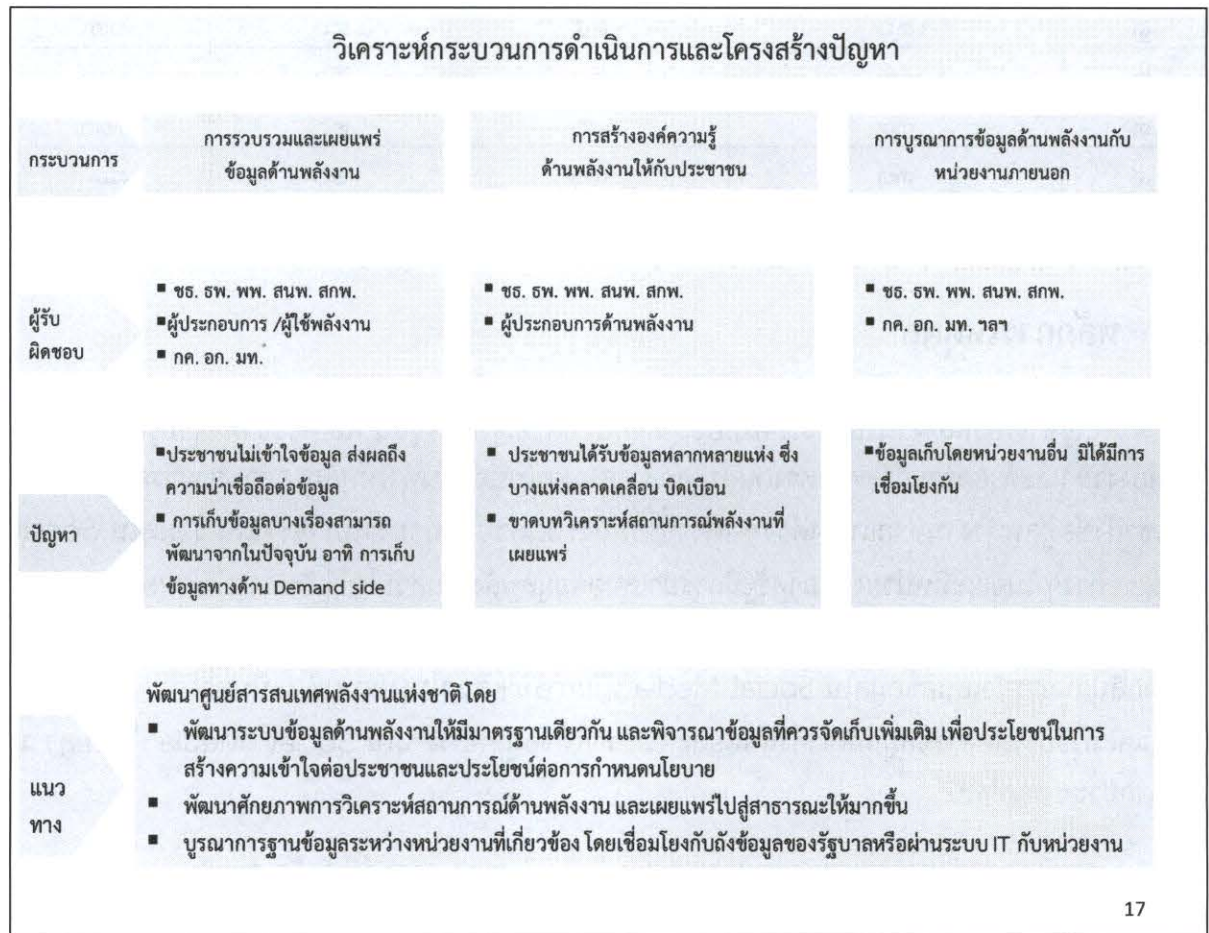 วิเคราะห์กระบวนการดำเนินการและโครงสร้างปัญหา
กระบวนการ
การรวบรวมและเผยแพร่
ข้อมูลด้านพลังงาน
การสร้างองค์ความรู้
ด้านพลังงานให้กับประชาชน
การบูรณาการข้อมูลด้านพลังงานกับ
หน่วยงานภายนอก
ผู้รับ
ผิดชอบ
▪ ชธ. ธพ. พพ. สนพ. สกพ.
▪ผู้ประกอบการ /ผู้ใช้พลังงาน
▪ กค. อก. มท.
▪ ชธ. ธพ. พพ. สนพ. สกพ.
▪ ผู้ประกอบการด้านพลังงาน
▪ ชธ. ธพ. พพ. สนพ. สกพ.
▪ กค. อก. มท. ฯลฯ
ปัญหา
▪ประชาชนไม่เข้าใจข้อมูล ส่งผลถึง
ความน่าเชื่อถือต่อข้อมูล
▪ การเก็บข้อมูลบางเรื่องสามารถ
พัฒนาจากในปัจจุบัน อาทิ การเก็บ
ข้อมูลทางด้าน Demand side
▪ ประชาชนได้รับข้อมูลหลากหลายแห่ง ซึ่ง
บางแห่งคลาดเคลื่อน บิดเบือน
▪ ขาดบทวิเคราะห์สถานการณ์พลังงานที่
เผยแพร่
▪ข้อมูลเก็บโดยหน่วยงานอื่น มิได้มีการ
เชื่อมโยงกัน
แนว
ทาง
พัฒนาศูนย์สารสนเทศพลังงานแห่งชาติ โดย
▪ พัฒนาระบบข้อมูลด้านพลังงานให้มีมาตรฐานเดียวกัน และพิจารณาข้อมูลที่ควรจัดเก็บเพิ่มเติม เพื่อประโยชน์ในการ
สร้างความเข้าใจต่อประชาชนและประโยชน์ต่อการกำหนดนโยบาย
▪ พัฒนาศักยภาพการวิเคราะห์สถานการณ์ด้านพลังงาน และเผยแพร่ไปสู่สาธารณะให้มากขึ้น
▪ บูรณาการฐานข้อมูลระหว่างหน่วยงานที่เกี่ยวข้อง โดยเชื่อมโยงกับถังข้อมูลของรัฐบาลหรือผ่านระบบ IT กับหน่วยงาน
17